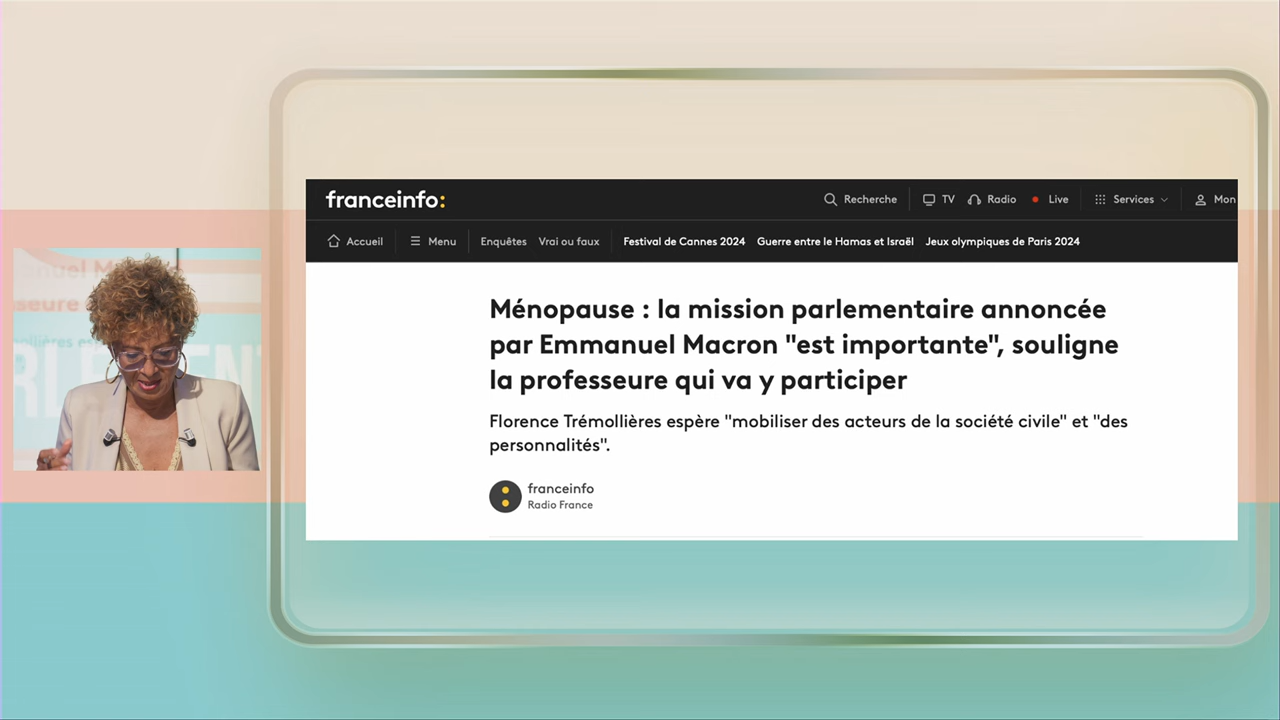 franceinfo:
Recherche TV Radio Live Services Mon
Accueil Menu Enquêtes Vrai ou faux Festival de Cannes 2024 Guerre entre le Hamas et Israël Jeux olympiques de Paris 2024
Ménopause : la mission parlementaire annoncée
par Emmanuel Macron "est importante", souligne
la professeure qui va y participer
Florence Trémollières espère "mobiliser des acteurs de la société civile" et "des
personnalités".
franceinfo
Radio France